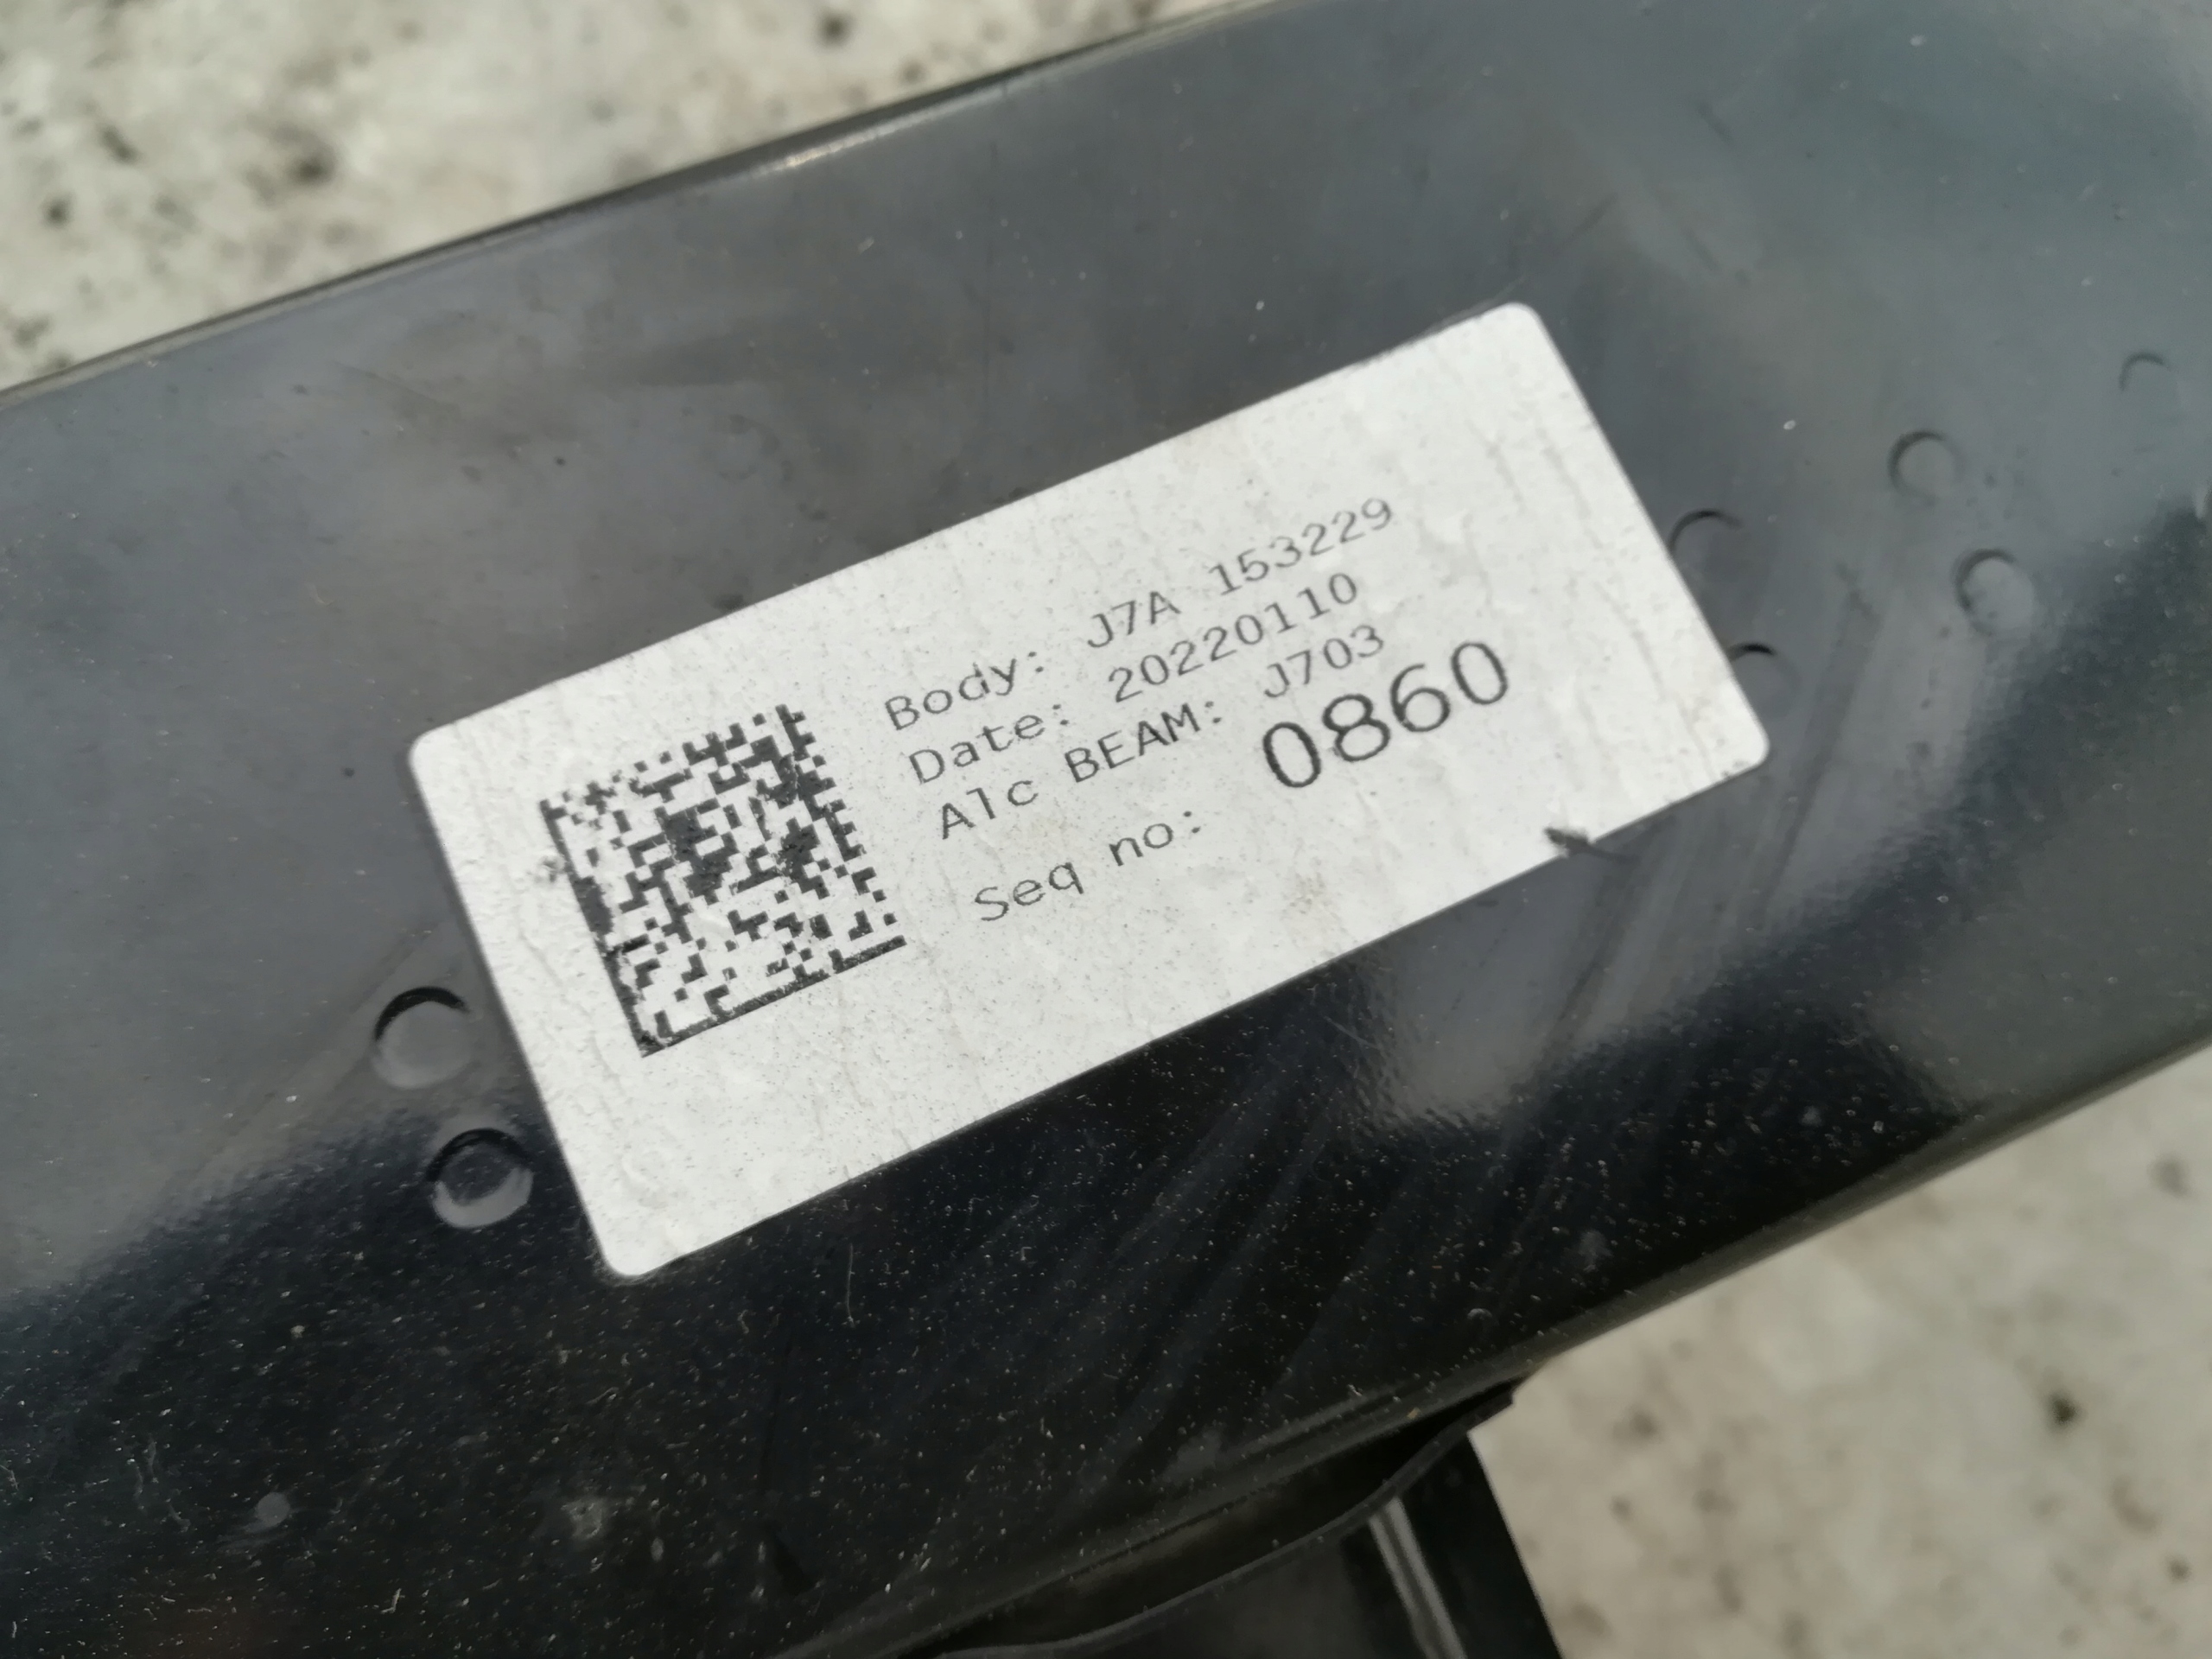 Body: J7A 153229
Date: 20220110
Alc BEAM: J703
Seq no: 0860